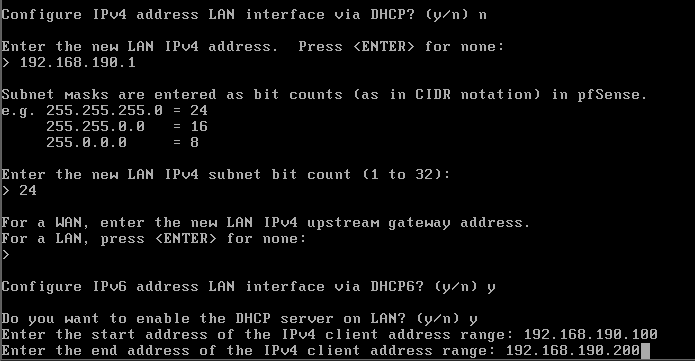 Configure IPv4 address LAN interface via DHCP? (y/n) n
Enter the new LAN IPv4 address.  Press <ENTER> for none:
> 192.168.190.1
Subnet masks are entered as bit counts (as in CIDR notation) in pfSense.
e.g. 255.255.255.0 = 24
     255.255.0.0   = 16
     255.0.0.0     = 8
Enter the new LAN IPv4 subnet bit count (1 to 32):
> 24
For a WAN, enter the new LAN IPv4 upstream gateway address.
For a LAN, press <ENTER> for none:
>
Configure IPv6 address LAN interface via DHCP6? (y/n) y
Do you want to enable the DHCP server on LAN? (y/n) y
Enter the start address of the IPv4 client address range: 192.168.190.100
Enter the end address of the IPv4 client address range: 192.168.190.200